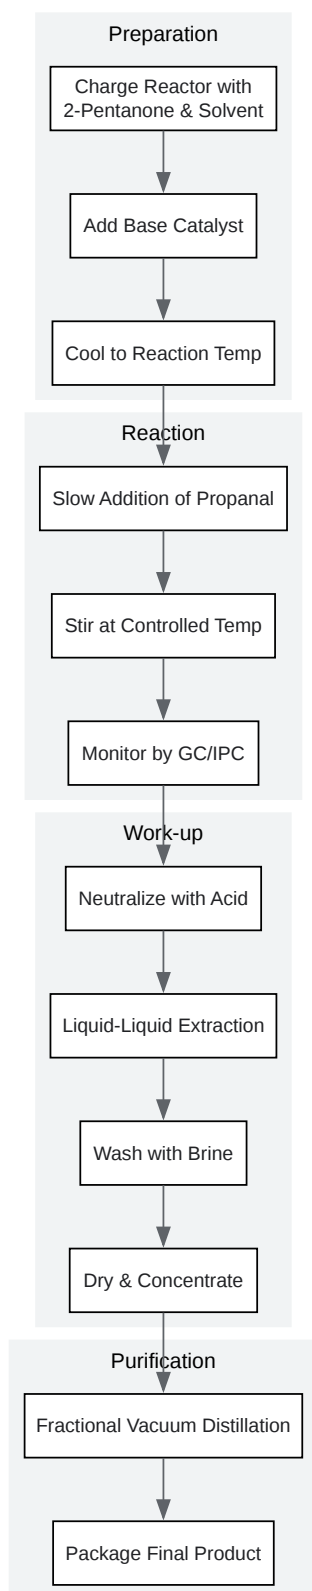 Preparation
Charge Reactor with
2-Pentanone & Solvent
Add Base Catalyst
Cool to Reaction Temp
Reaction
Slow Addition of Propanal
Stir at Controlled Temp
Monitor by GC/IPC
Work-up
Neutralize with Acid
Liquid-Liquid Extraction
Wash with Brine
Dry & Concentrate
Purification
Fractional Vacuum Distillation
Package Final Product